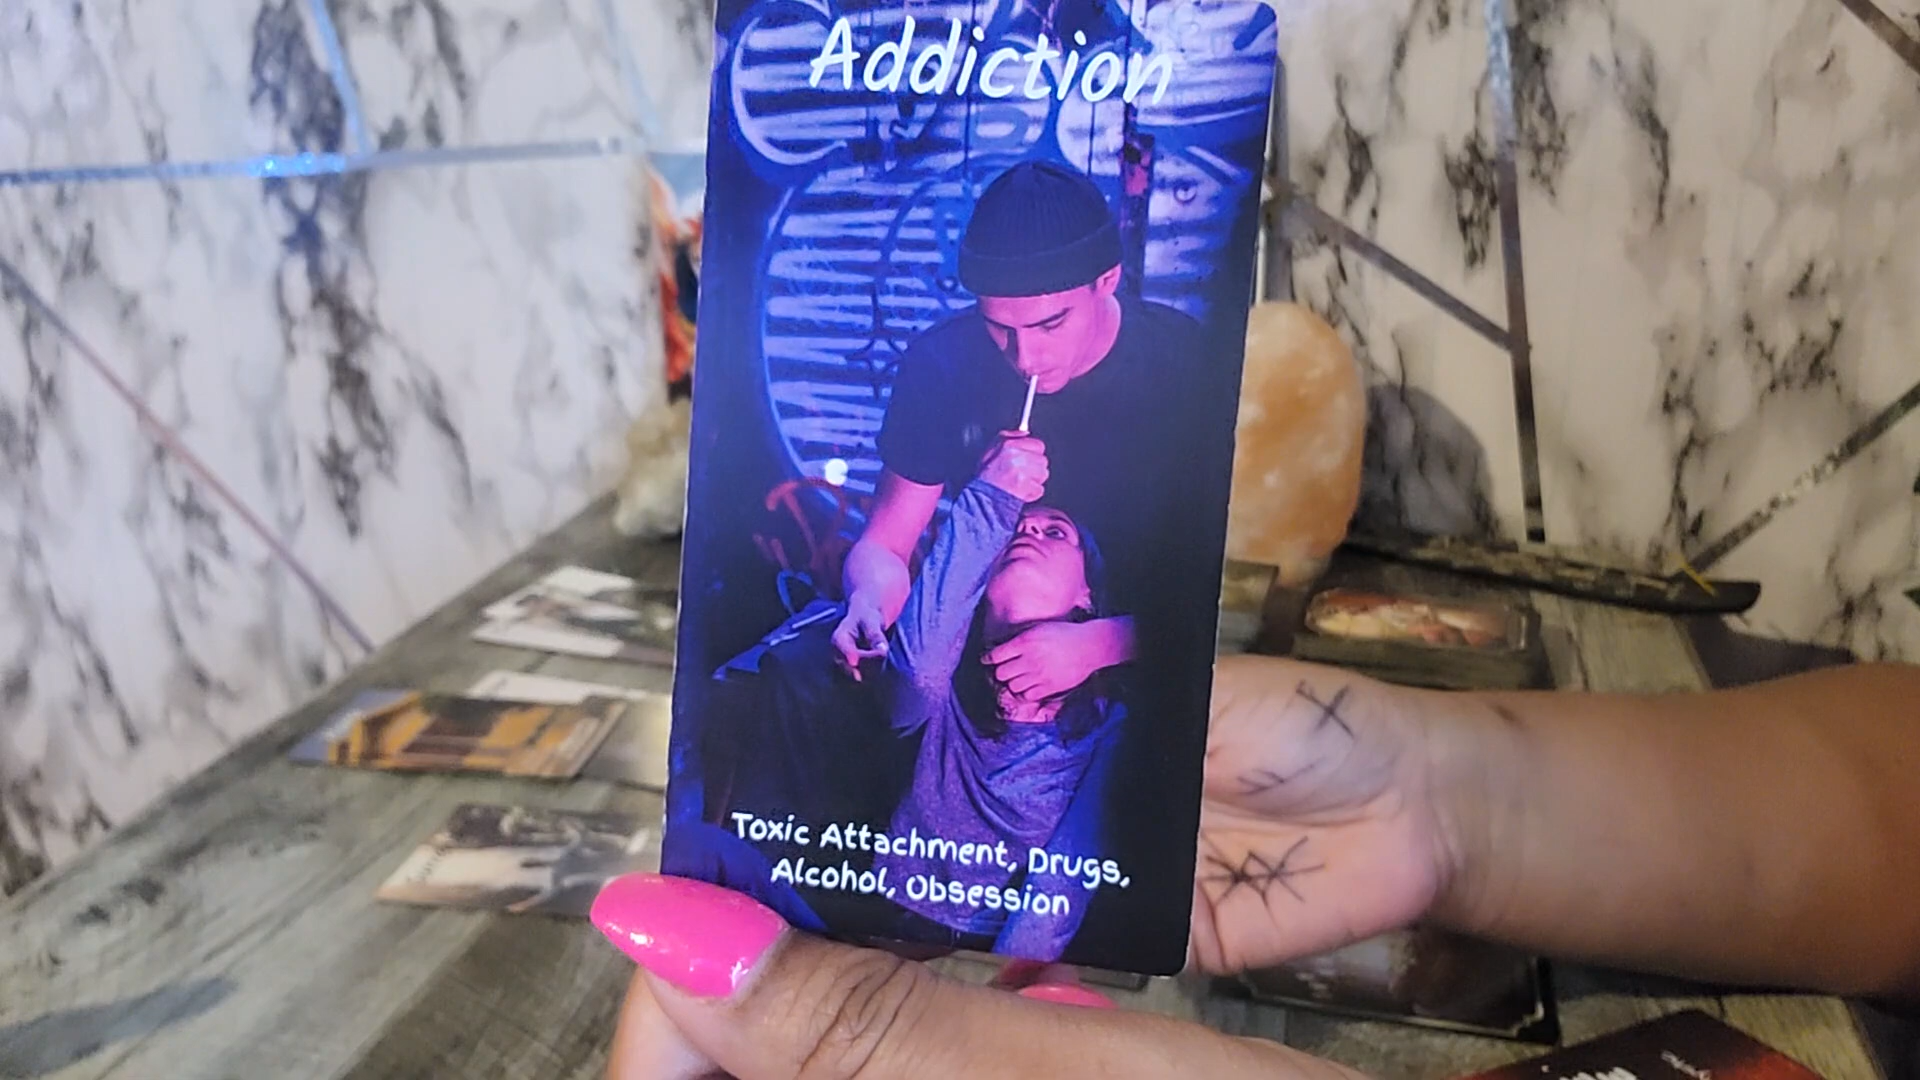 Addiction
Toxic Attachment, Drugs,
Alcohol, Obsession